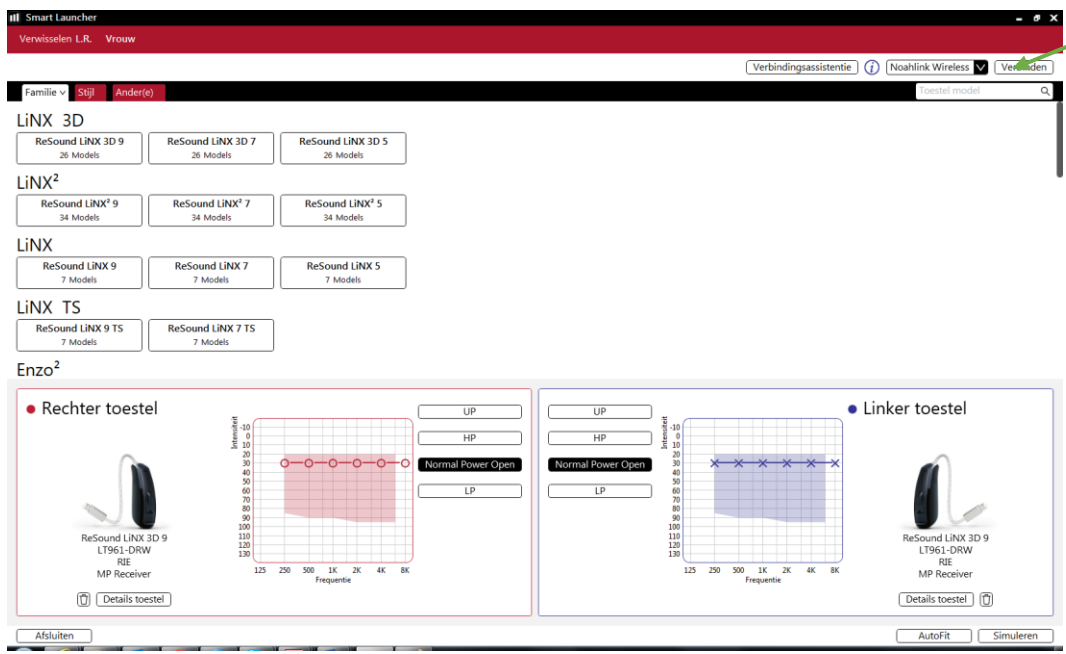 Smart Launcher
Verwisselen L.R. Vrouw
Verbindingsassistentie i Noahlink Wireless Verbinden
Familie Stijl Ander(e) Toestel model
LiNX 3D
ReSound LiNX 3D 9 ReSound LiNX 3D 7 ReSound LiNX 3D 5
26 Models 26 Models 26 Models
LiNX²
ReSound LiNX² 9 ReSound LiNX² 7 ReSound LiNX² 5
34 Models 34 Models 34 Models
LiNX
ReSound LiNX 9 ReSound LiNX 7 ReSound LiNX 5
7 Models 7 Models 7 Models
LiNX TS
ReSound LiNX 9 TS ReSound LiNX 7 TS
7 Models 7 Models
Enzo²
Rechter toestel
ReSound LiNX 3D 9
LT961-DRW
RIE
MP Receiver
Details toestel
Intensiteit
-10
0
10
20
30
40
50
60
70
80
90
100
110
120
130
125 250 500 1K 2K 4K 8K
Frequentie
UP
HP
Normal Power Open
LP
UP
HP
Normal Power Open
LP
Intensiteit
-10
0
10
20
30
40
50
60
70
80
90
100
110
120
130
125 250 500 1K 2K 4K 8K
Frequentie
Linker toestel
ReSound LiNX 3D 9
LT961-DRW
RIE
MP Receiver
Details toestel
Afsluiten AutoFit Simuleren